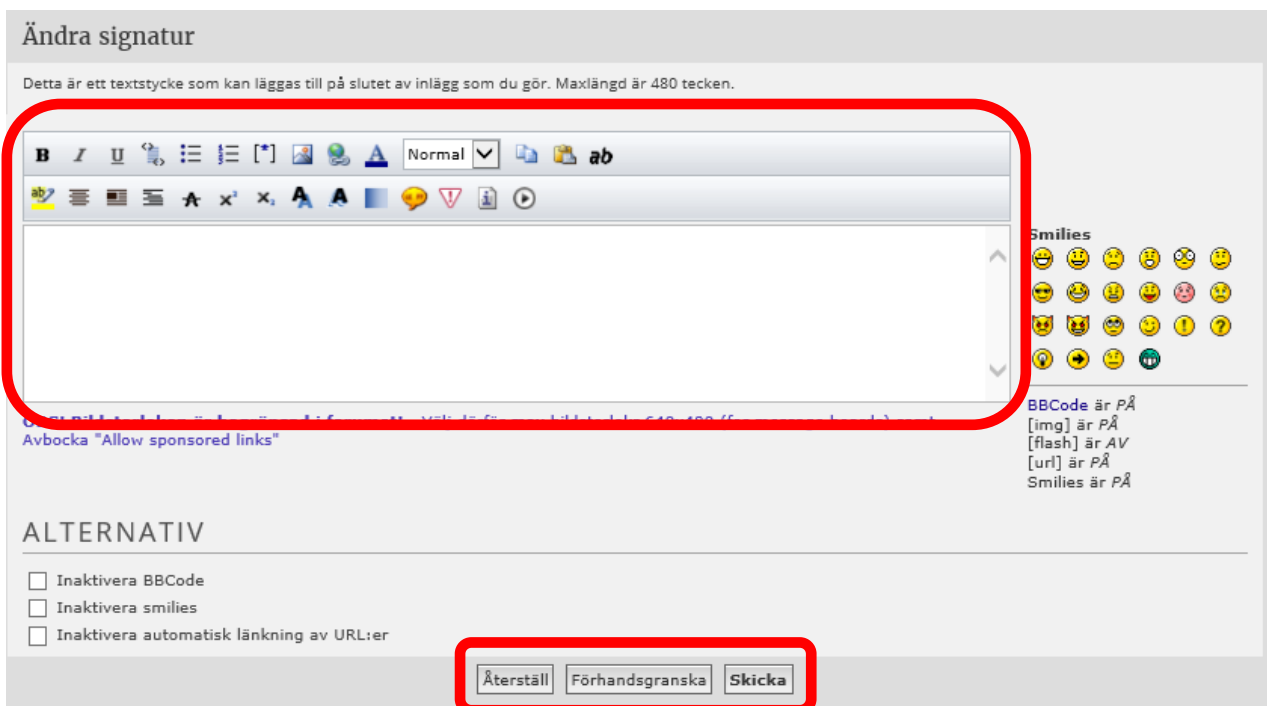 Ändra signatur
Detta är ett textstycke som kan läggas till på slutet av inlägg som du gör. Maxlängd är 480 tecken.
B I U [*] A Normal ab
ab A x² x₂ A A i
Smilies
Avbocka "Allow sponsored links"
BBCode är PÅ
[img] är PÅ
[flash] är AV
[url] är PÅ
Smilies är PÅ
ALTERNATIV
Inaktivera BBCode
Inaktivera smilies
Inaktivera automatisk länkning av URL:er
Återställ Förhandsgranska Skicka